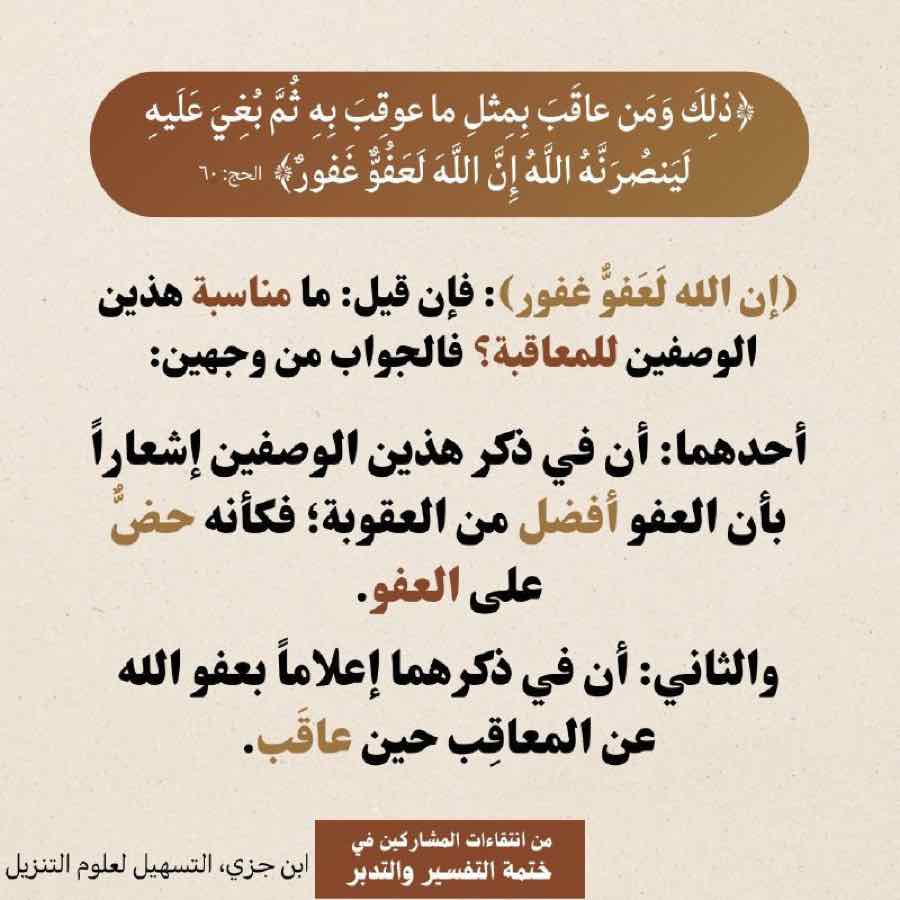 ﴿ذَلِكَ وَمَن عاقَبَ بِمِثلِ ما عوقِبَ بِهِ ثُمَّ بُغِيَ عَلَيهِ
لَيَنصُرَنَّهُ اللَّهُ إِنَّ اللَّهَ لَعَفُوٌّ غَفورٌ﴾ الحج: ٦٠
(إن الله لَعَفوٌّ غفور): فإن قيل: ما مناسبة هذين
الوصفين للمعاقبة؟ فالجواب من وجهين:
أحدهما: أن في ذكر هذين الوصفين إشعاراً
بأن العفو أفضل من العقوبة؛ فكأنه حضٌّ
على العفو.
والثاني: أن في ذكرهما إعلاماً بعفو الله
عن المعاقِب حين عاقَب.
من انتقاءات المشاركين في
ختمة التفسير والتدبر
ابن جزي، التسهيل لعلوم التنزيل